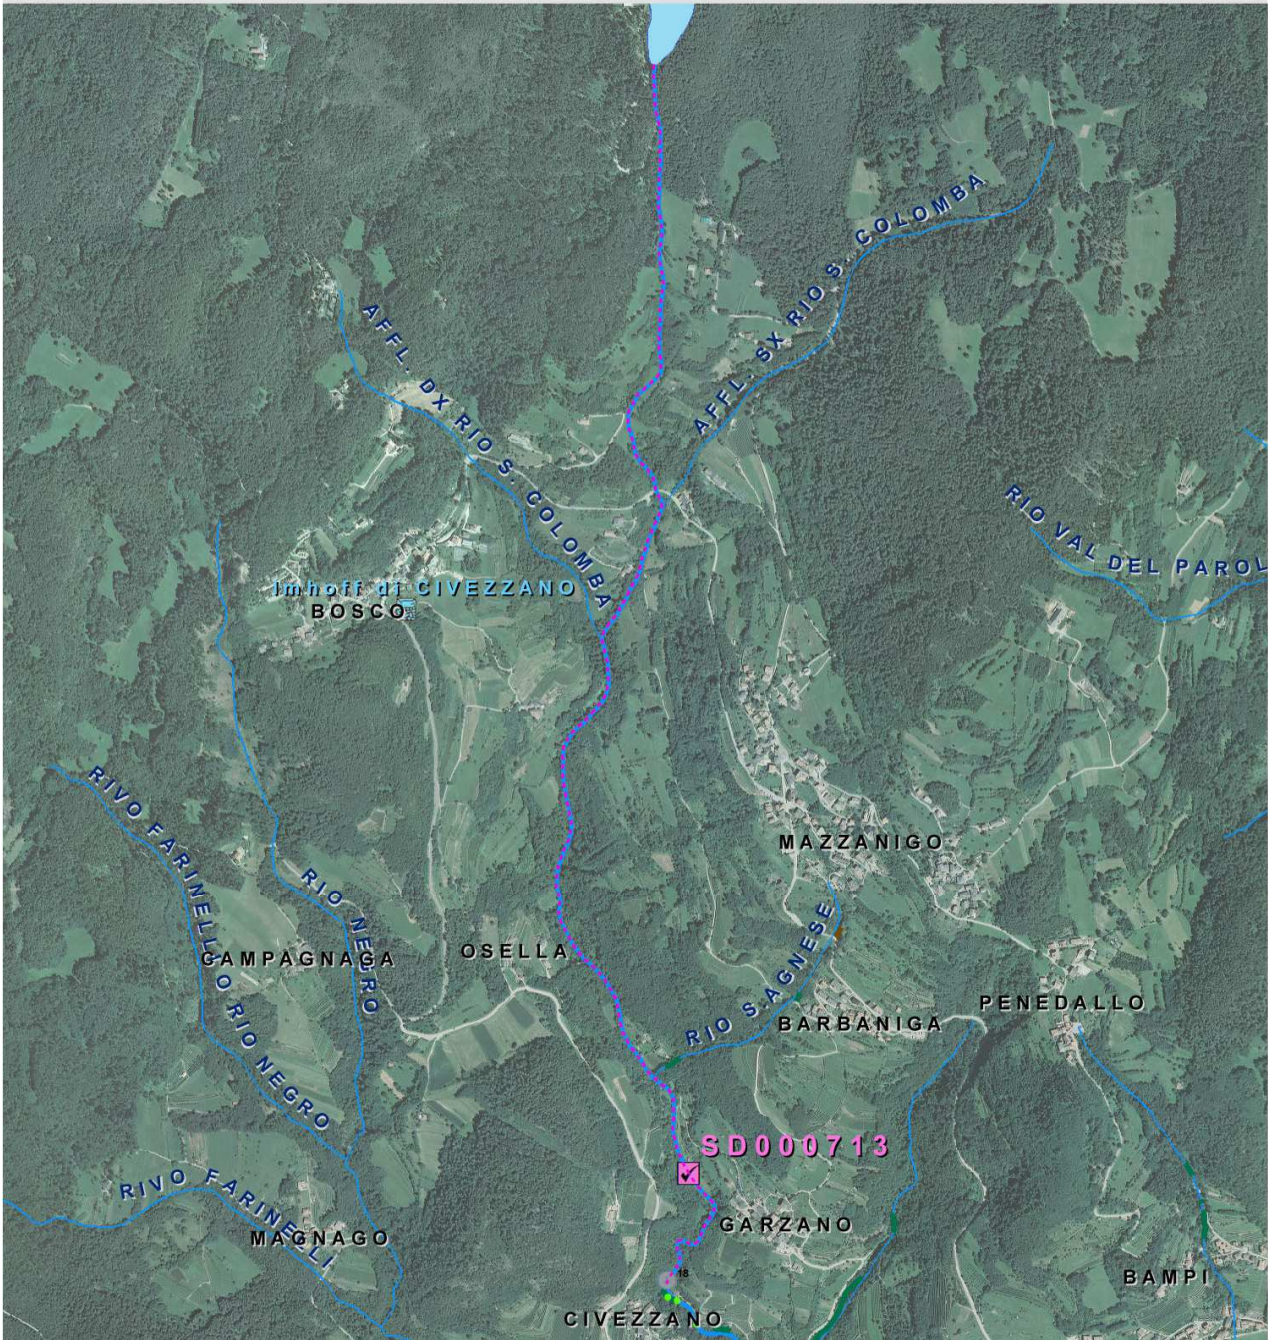 AFFL. SX RIO S. COLOMBA
AFFL. DX RIO S. COLOMBA
RIO VAL DEL PAROL
Imhoff di CIVEZZANO
BOSCO
RIVO FARINELLO O RIO NEGRO
MAZZANIGO
RIO NEGRO
OSELLA
CAMPAGNAGA
RIO S.AGNESE
PENEDALLO
BARBANIGA
SD000713
RIVO FARINELLI
GARZANO
MAGNAGO
18
BAMPI
CIVEZZANO